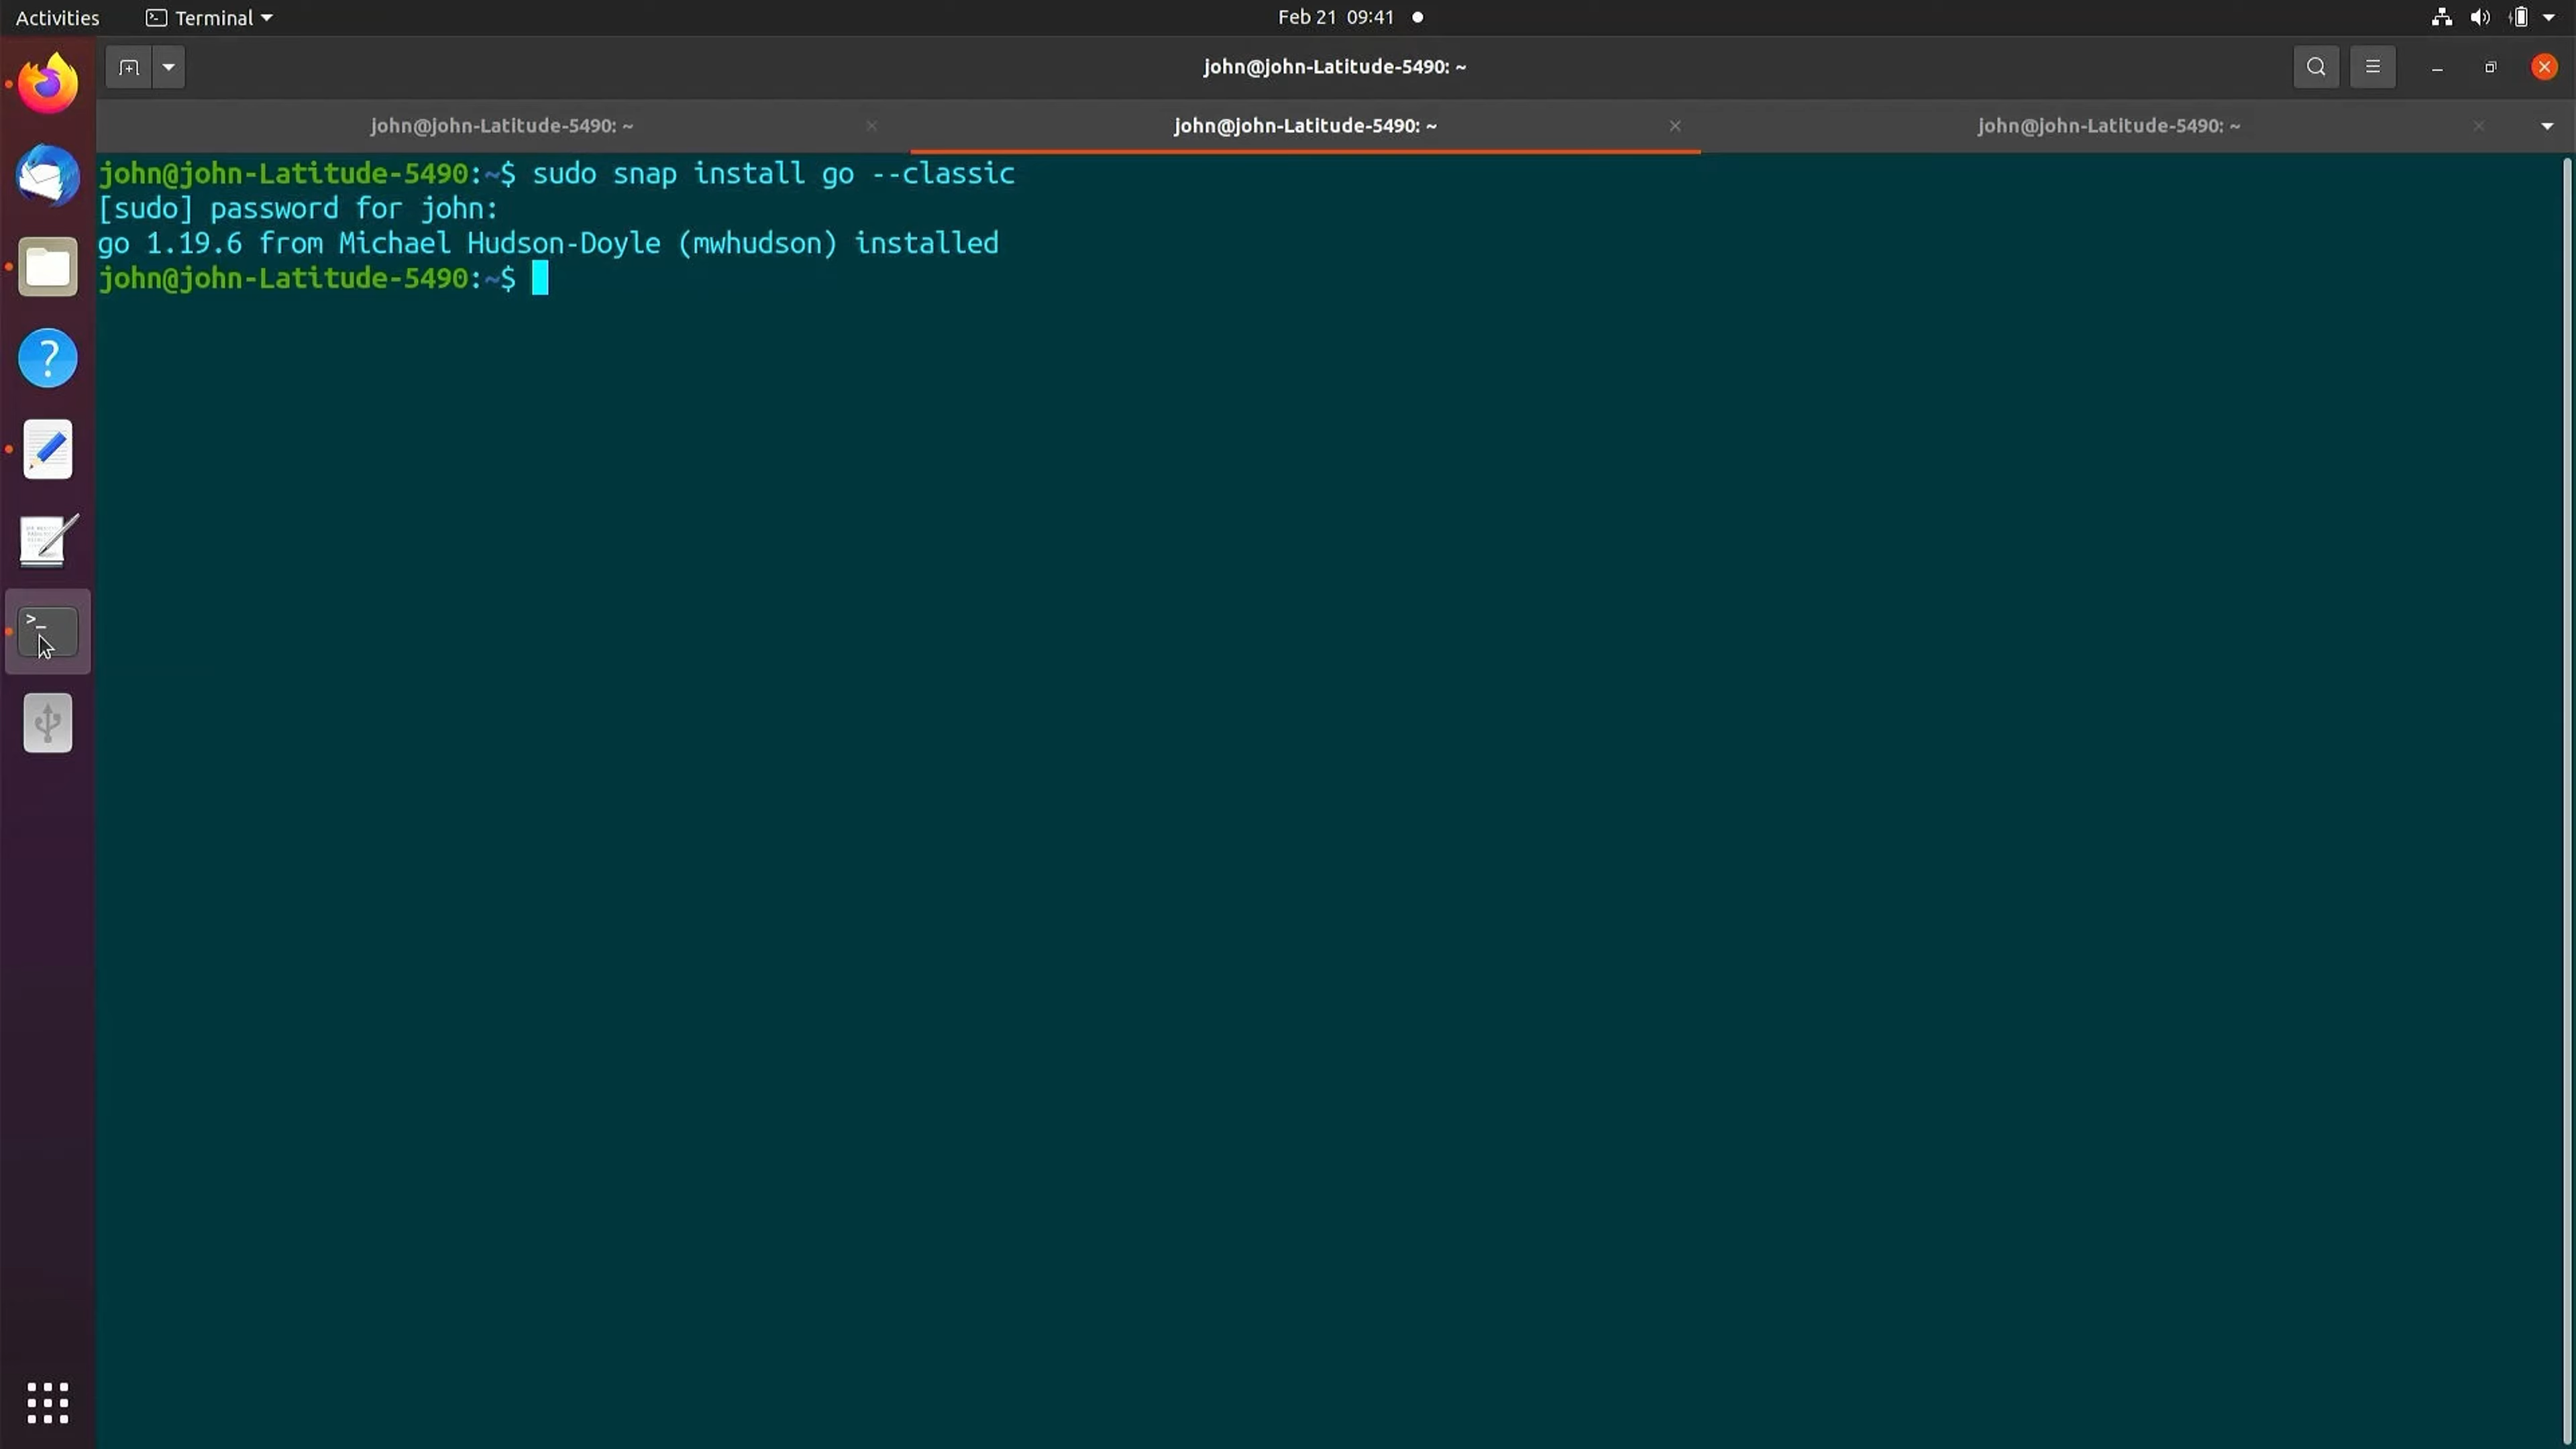 Activities
Terminal
Feb 21 09:41
john@john-Latitude-5490: ~
john@john-Latitude-5490: ~
john@john-Latitude-5490: ~
john@john-Latitude-5490: ~
john@john-Latitude-5490:~$ sudo snap install go --classic
[sudo] password for john:
go 1.19.6 from Michael Hudson-Doyle (mwhudson) installed
john@john-Latitude-5490:~$